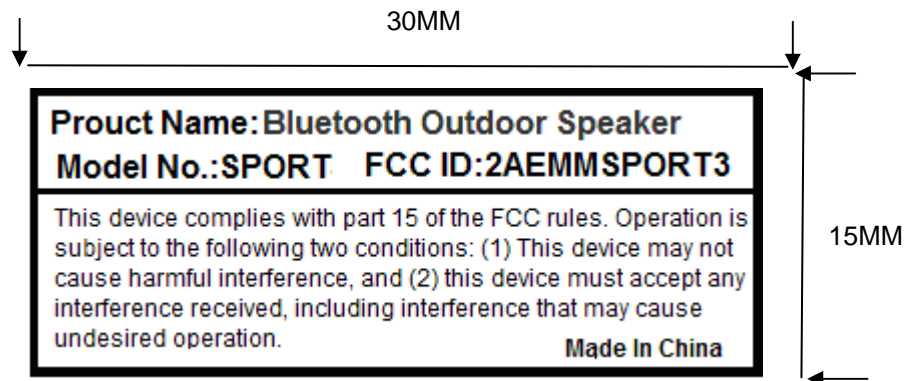 30MM
Prouct Name:Bluetooth Outdoor Speaker
Model No.:SPORT FCC ID:2AEMMSPORT3
This device complies with part 15 of the FCC rules. Operation is
subject to the following two conditions: (1) This device may not
cause harmful interference, and (2) this device must accept any
interference received, including interference that may cause
undesired operation.
Made In China
15MM